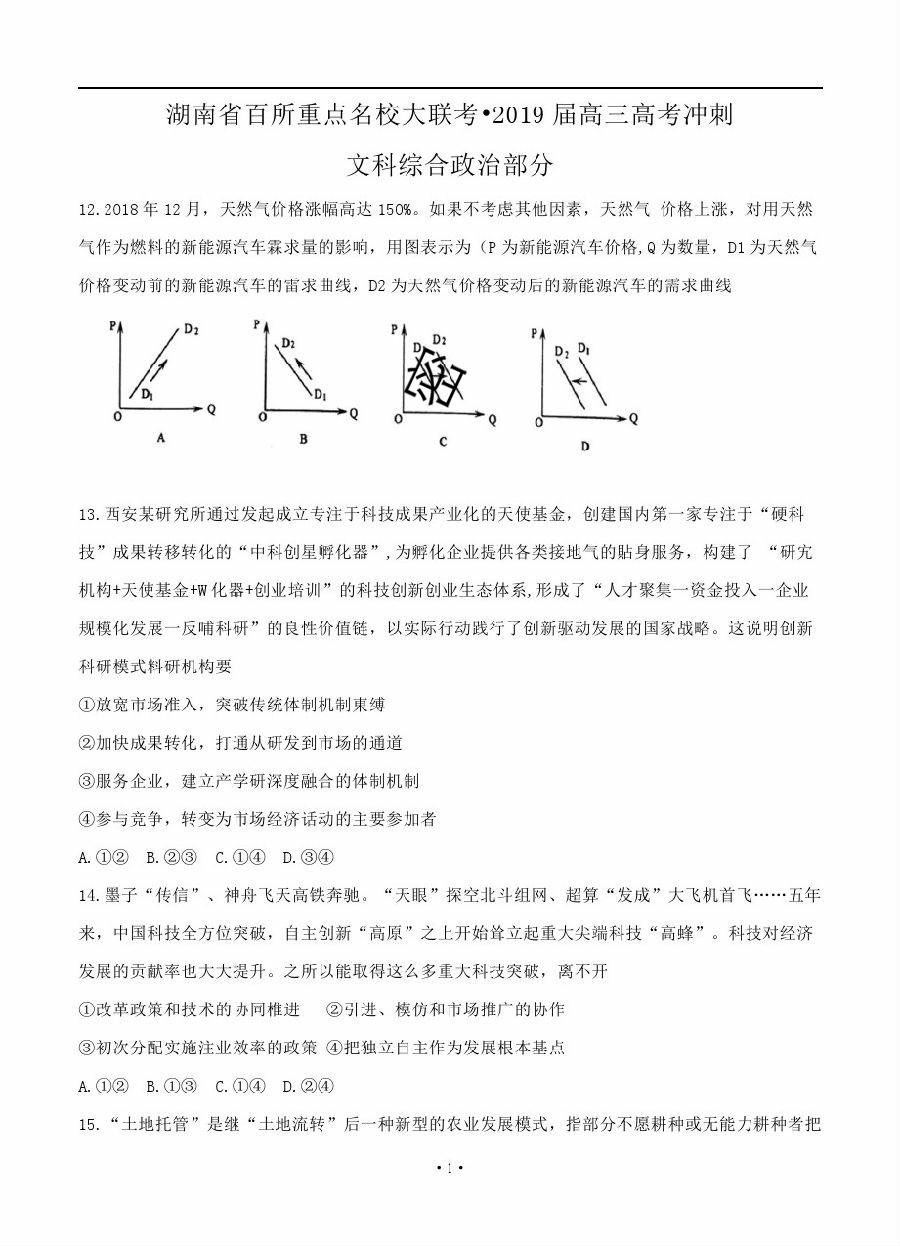 湖南省百所重点名校大联考•2019届高三高考冲刺
文科综合政治部分
12.2018年12月，天然气价格涨幅高达150%。如果不考虑其他因素，天然气 价格上涨，对用天然
气作为燃料的新能源汽车霖求量的影响，用图表示为（P为新能源汽车价格,Q为数量，D1为天然气
价格变动前的新能源汽车的雷求曲线，D2为大然气价格变动后的新能源汽车的需求曲线
P D2 D1 O Q A
P D2 D1 O Q B
P D D2 O Q C
P D2 D1 O Q D
13.西安某研究所通过发起成立专注于科技成果产业化的天使基金，创建国内第一家专注于“硬科
技”成果转移转化的“中科创星孵化器”,为孵化企业提供各类接地气的贴身服务，构建了 “研宄
机构+天使基金+W化器+创业培训”的科技创新创业生态体系,形成了“人才聚集一资金投入一企业
规模化发展一反哺科研”的良性价值链，以实际行动践行了创新驱动发展的国家战略。这说明创新
科研模式料研机构要
①放宽市场准入，突破传统体制机制束缚
②加快成果转化，打通从研发到市场的通道
③服务企业，建立产学研深度融合的体制机制
④参与竞争，转变为市场经济话动的主要参加者
A.①② B.②③ C.①④ D.③④
14.墨子“传信”、神舟飞天高铁奔驰。“天眼”探空北斗组网、超算“发成”大飞机首飞……五年
来，中国科技全方位突破，自主创新“高原”之上开始耸立起重大尖端科技“高蜂”。科技对经济
发展的贡献率也大大提升。之所以能取得这么多重大科技突破，离不开
①改革政策和技术的办同椎进 ②引进、模仿和市场推广的协作
③初次分配实施注业效率的政策 ④把独立自主作为发展根本基点
A.①② B.①③ C.①④ D.②④
15.“土地托管”是继“土地流转”后一种新型的农业发展模式，指部分不愿耕种或无能力耕种者把
•1•